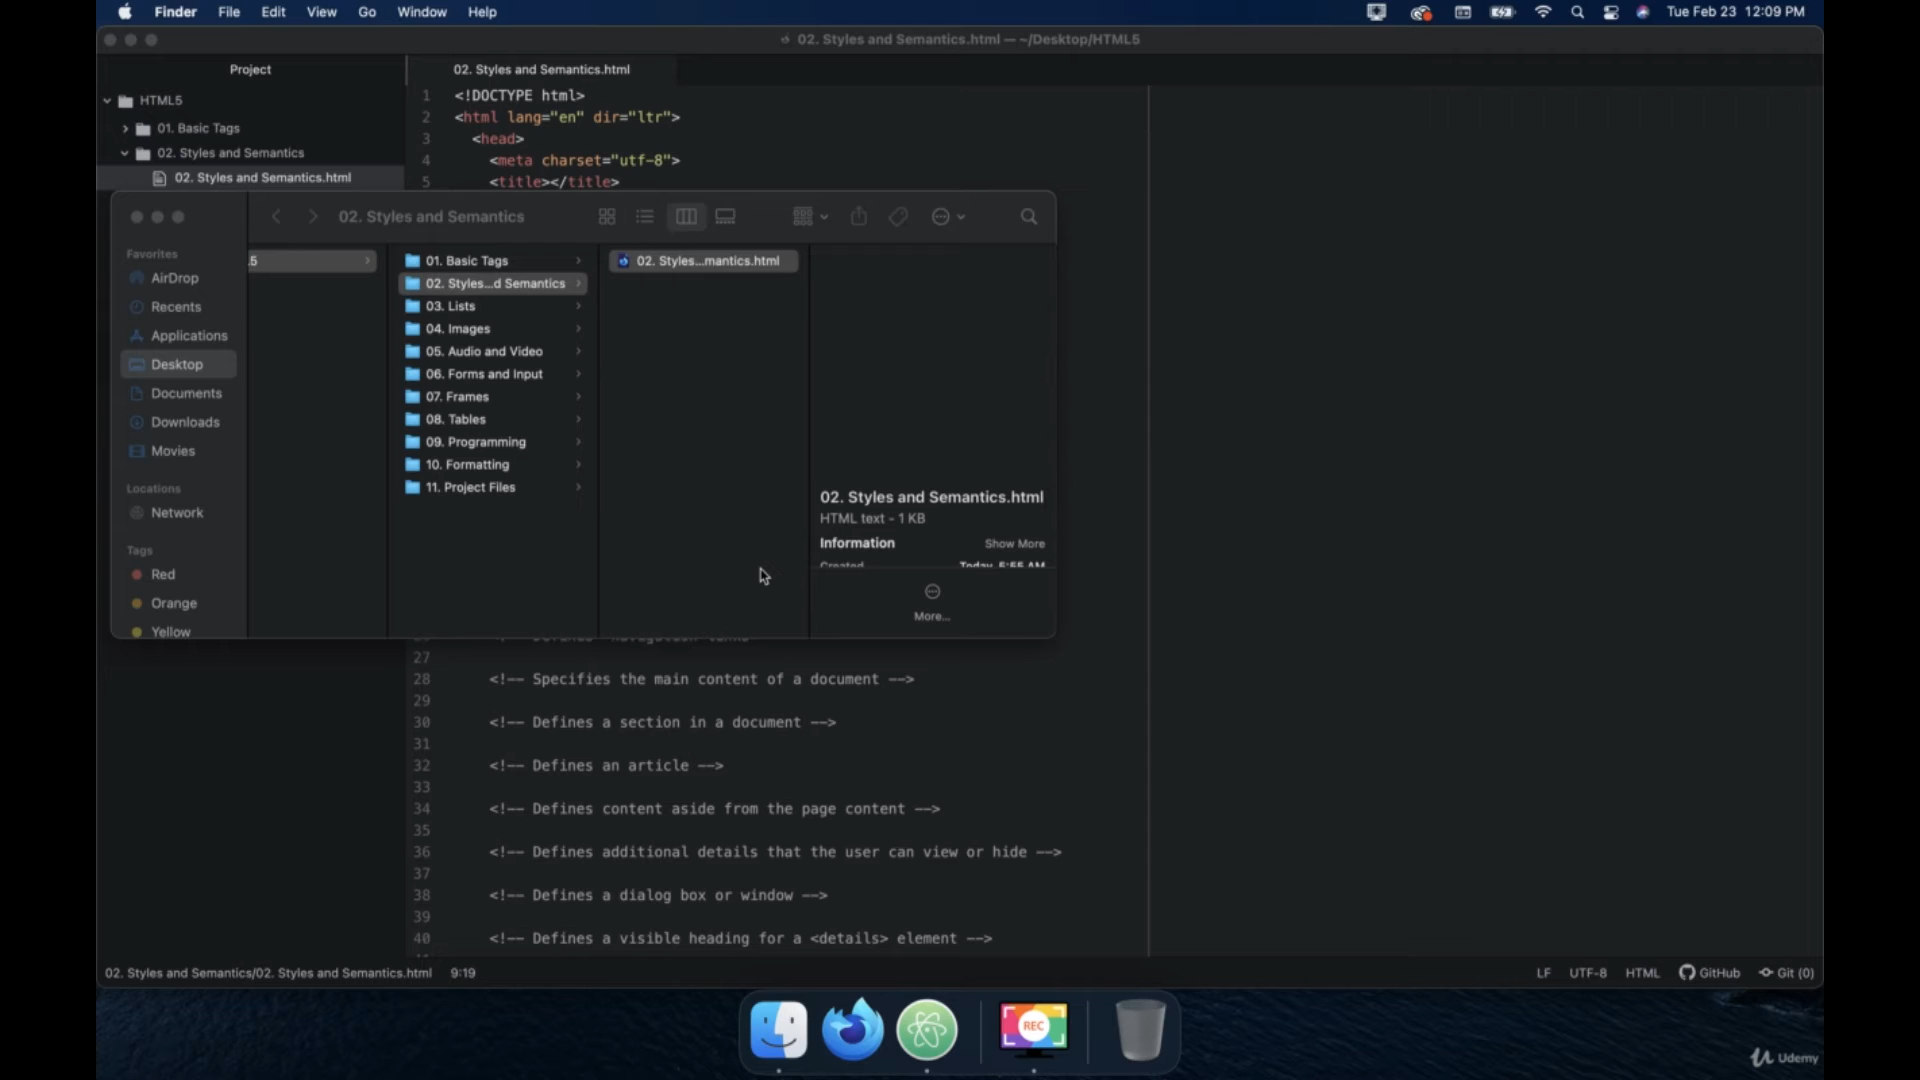 Finder File Edit View Go Window Help Tue Feb 23 12:09 PM
02. Styles and Semantics.html — ~/Desktop/HTML5
Project
02. Styles and Semantics.html
HTML5
01. Basic Tags
02. Styles and Semantics
02. Styles and Semantics.html
1 <!DOCTYPE html>
2 <html lang="en" dir="ltr">
3 <head>
4 <meta charset="utf-8">
5 <title></title>
02. Styles and Semantics
Favorites
AirDrop
Recents
Applications
Desktop
Documents
Downloads
Movies
Locations
Network
Tags
Red
Orange
Yellow
5
01. Basic Tags
02. Styles...d Semantics
03. Lists
04. Images
05. Audio and Video
06. Forms and Input
07. Frames
08. Tables
09. Programming
10. Formatting
11. Project Files
02. Styles...mantics.html
02. Styles and Semantics.html
HTML text - 1 KB
Information Show More
Created Today, 5:55 AM
More...
27
28 <!-- Specifies the main content of a document -->
29
30 <!-- Defines a section in a document -->
31
32 <!-- Defines an article -->
33
34 <!-- Defines content aside from the page content -->
35
36 <!-- Defines additional details that the user can view or hide -->
37
38 <!-- Defines a dialog box or window -->
39
40 <!-- Defines a visible heading for a <details> element -->
02. Styles and Semantics/02. Styles and Semantics.html 9:19 LF UTF-8 HTML GitHub Git (0)
REC
Udemy